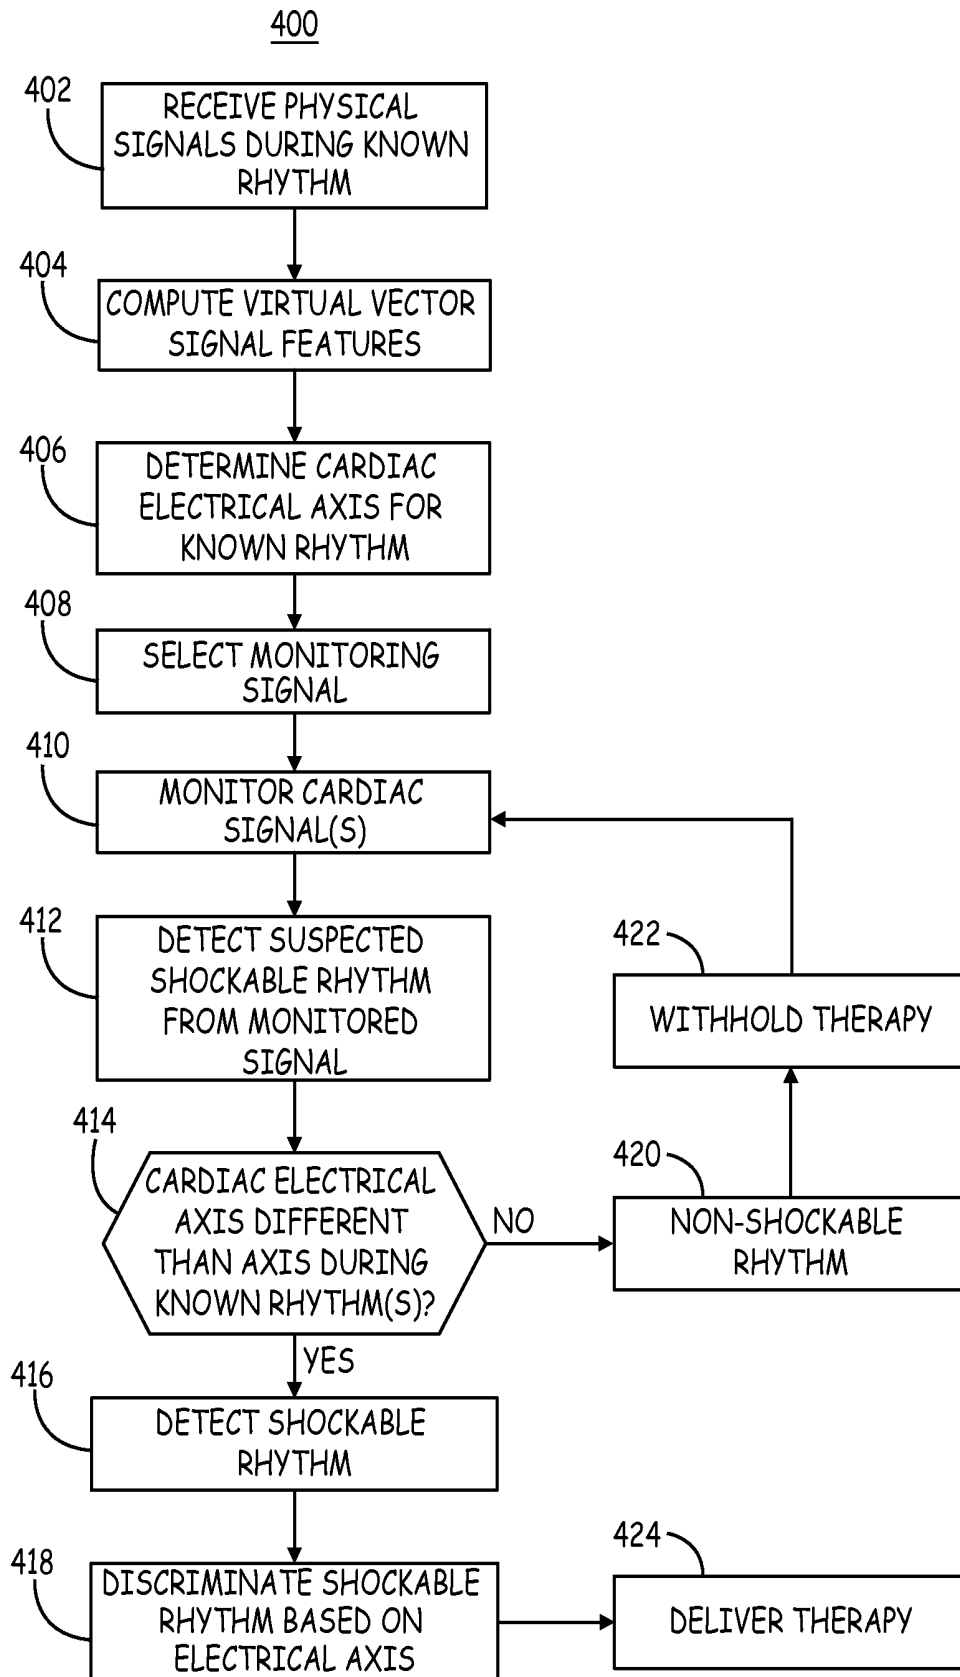 400
402
RECEIVE PHYSICAL
SIGNALS DURING KNOWN
RHYTHM
404
COMPUTE VIRTUAL VECTOR
SIGNAL FEATURES
406
DETERMINE CARDIAC
ELECTRICAL AXIS FOR
KNOWN RHYTHM
408
SELECT MONITORING
SIGNAL
410
MONITOR CARDIAC
SIGNAL(S)
412
DETECT SUSPECTED
SHOCKABLE RHYTHM
FROM MONITORED
SIGNAL
422
WITHHOLD THERAPY
414
CARDIAC ELECTRICAL
AXIS DIFFERENT
THAN AXIS DURING
KNOWN RHYTHM(S)?
NO
420
NON-SHOCKABLE
RHYTHM
YES
416
DETECT SHOCKABLE
RHYTHM
418
DISCRIMINATE SHOCKABLE
RHYTHM BASED ON
ELECTRICAL AXIS
424
DELIVER THERAPY